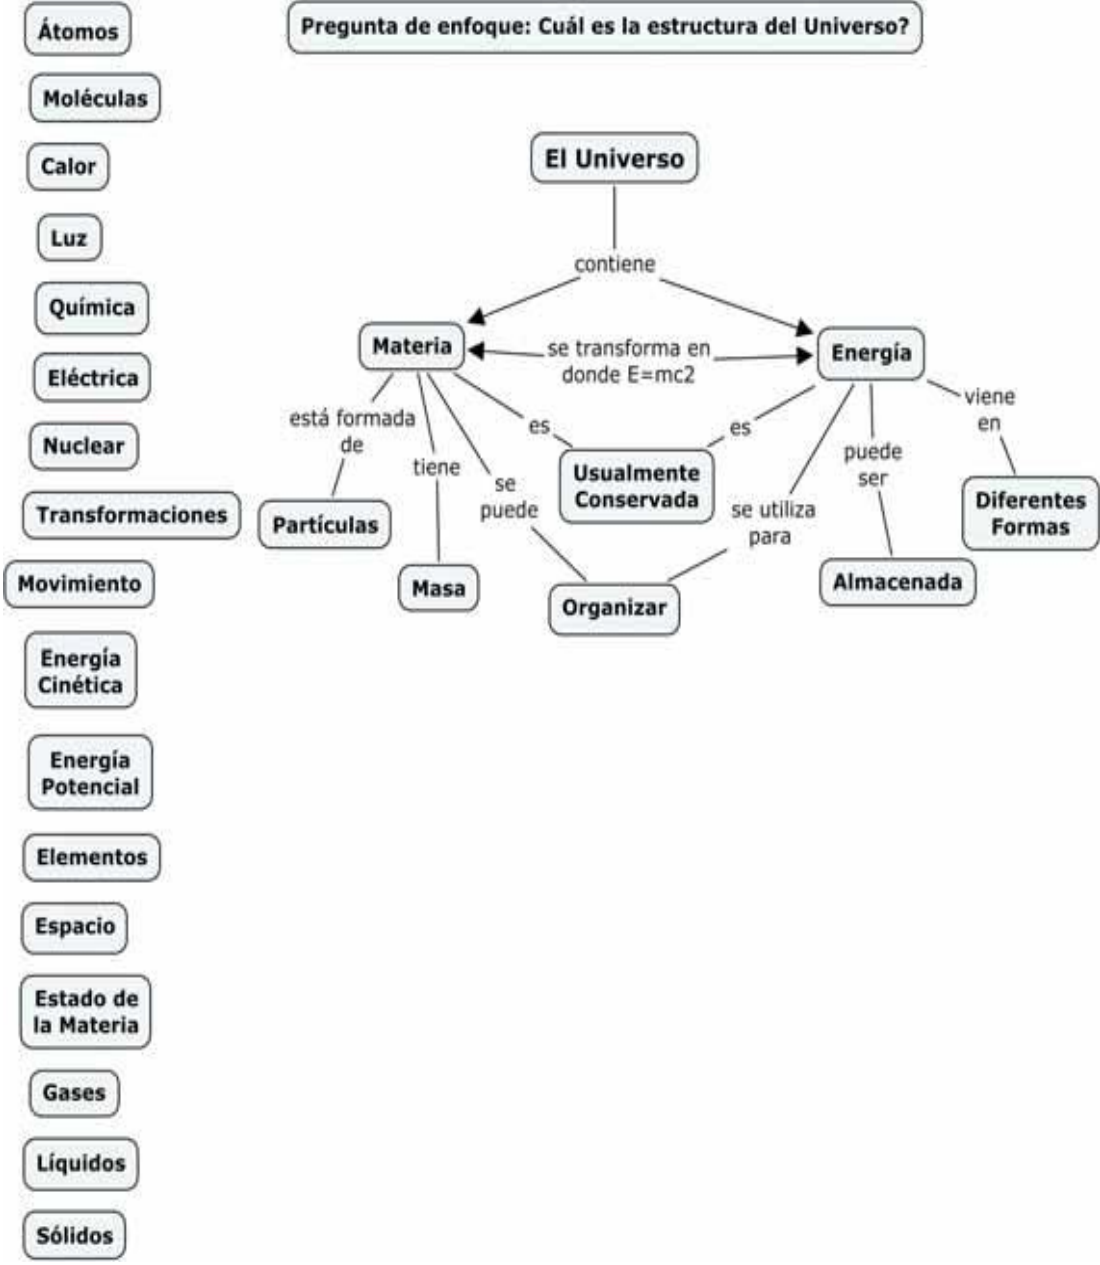 Pregunta de enfoque: Cuál es la estructura del Universo?
Átomos
Moléculas
Calor
Luz
Química
Eléctrica
Nuclear
Transformaciones
Movimiento
Energía
Cinética
Energía
Potencial
Elementos
Espacio
Estado de
la Materia
Gases
Líquidos
Sólidos
El Universo
contiene
Materia
se transforma en
donde E=mc2
Energía
está formada
de
tiene
se
puede
es
es
se utiliza
para
puede
ser
viene
en
Partículas
Masa
Organizar
Usualmente
Conservada
Almacenada
Diferentes
Formas